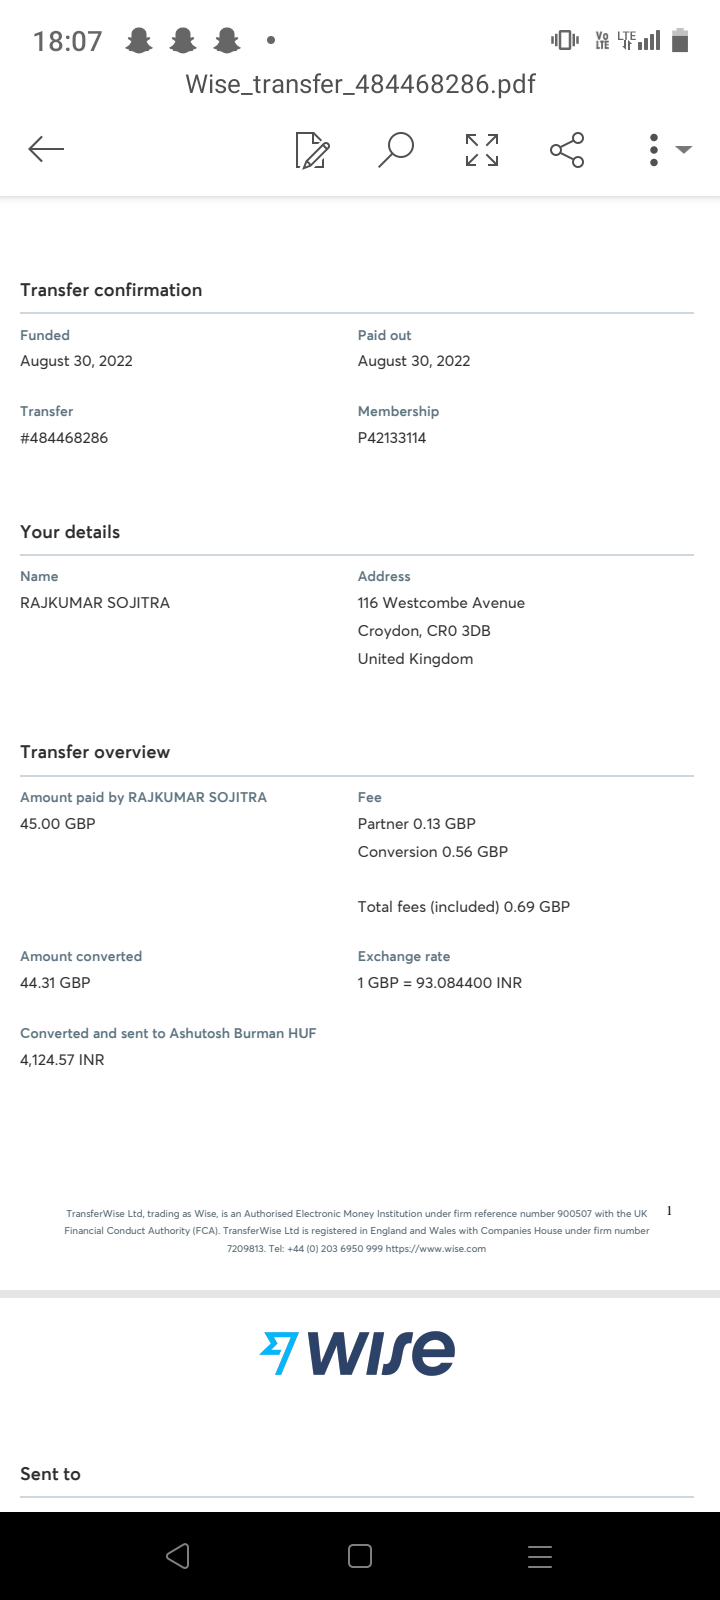 18:07
Vo LTE LTE
Wise_transfer_484468286.pdf
Transfer confirmation
Funded
August 30, 2022
Paid out
August 30, 2022
Transfer
#484468286
Membership
P42133114
Your details
Name
RAJKUMAR SOJITRA
Address
116 Westcombe Avenue
Croydon, CR0 3DB
United Kingdom
Transfer overview
Amount paid by RAJKUMAR SOJITRA
45.00 GBP
Fee
Partner 0.13 GBP
Conversion 0.56 GBP
Total fees (included) 0.69 GBP
Amount converted
44.31 GBP
Exchange rate
1 GBP = 93.084400 INR
Converted and sent to Ashutosh Burman HUF
4,124.57 INR
TransferWise Ltd, trading as Wise, is an Authorised Electronic Money Institution under firm reference number 900507 with the UK
Financial Conduct Authority (FCA). TransferWise Ltd is registered in England and Wales with Companies House under firm number
7209813. Tel: +44 (0) 203 6950 999 https://www.wise.com
1
WISe
Sent to